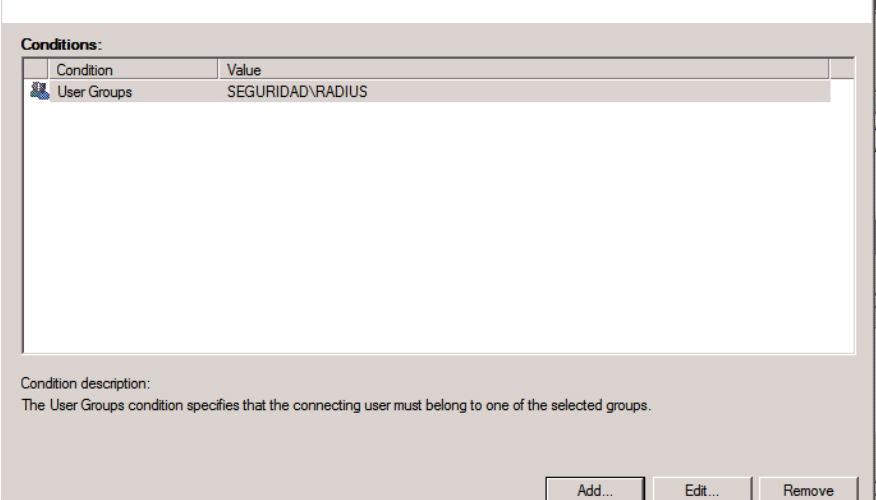 Conditions:
Condition Value
User Groups SEGURIDAD\RADIUS
Condition description:
The User Groups condition specifies that the connecting user must belong to one of the selected groups.
Add... Edit... Remove